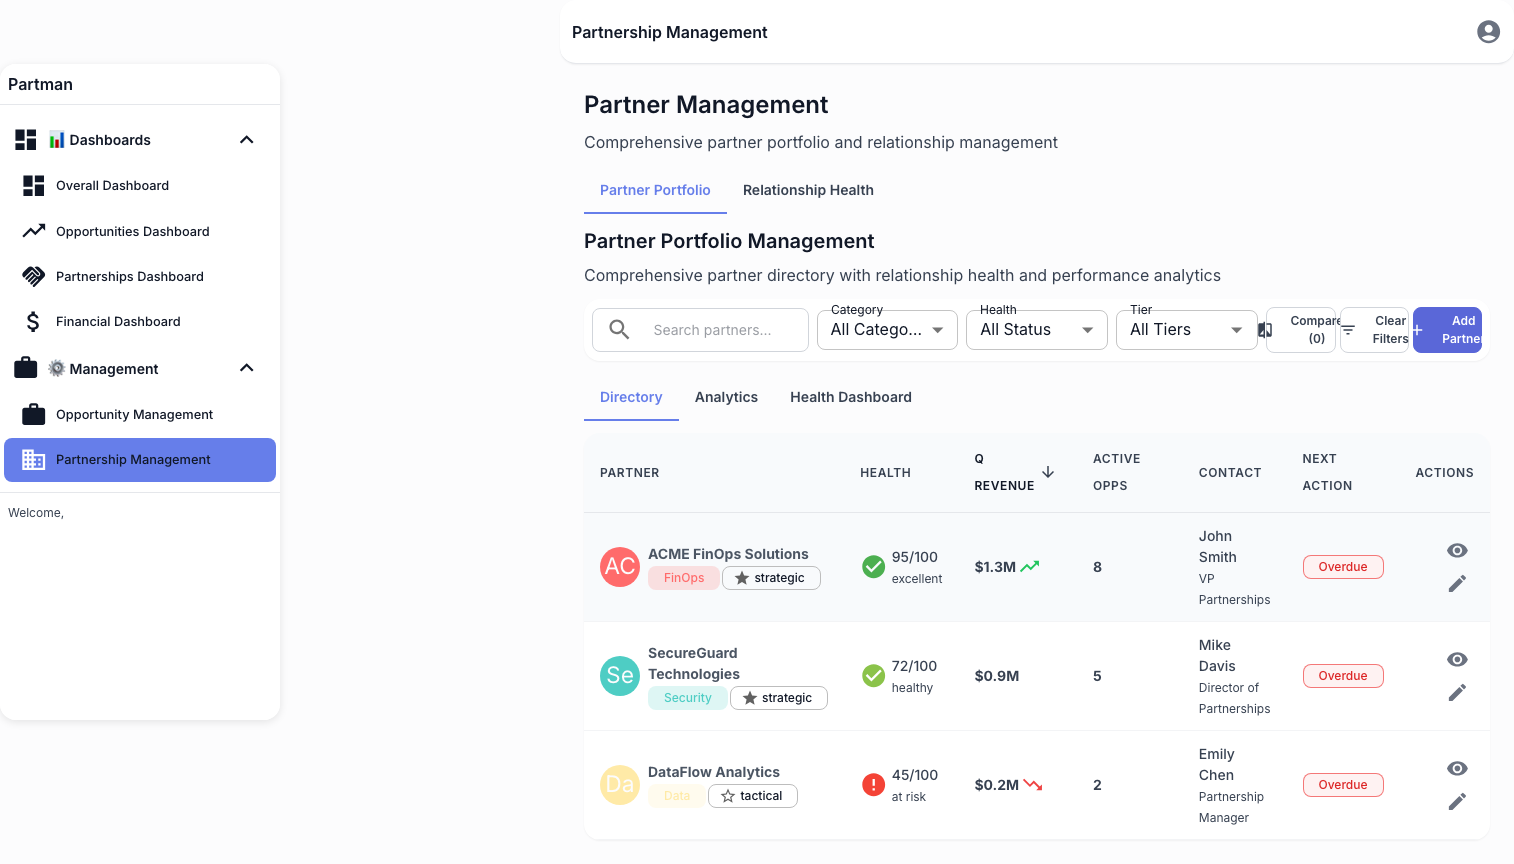 Partnership Management
Partman
📊 Dashboards
Overall Dashboard
Opportunities Dashboard
Partnerships Dashboard
Financial Dashboard
⚙️ Management
Opportunity Management
Partnership Management
Welcome,
Partner Management
Comprehensive partner portfolio and relationship management
Partner Portfolio
Relationship Health
Partner Portfolio Management
Comprehensive partner directory with relationship health and performance analytics
Search partners...
Category
All Catego...
Health
All Status
Tier
All Tiers
Compare
(0)
Clear
Filters
Add
Partner
Directory
Analytics
Health Dashboard
PARTNER
HEALTH
Q
REVENUE
ACTIVE
OPPS
CONTACT
NEXT
ACTION
ACTIONS
AC
ACME FinOps Solutions
FinOps
strategic
95/100
excellent
$1.3M
8
John
Smith
VP
Partnerships
Overdue
Se
SecureGuard
Technologies
Security
strategic
72/100
healthy
$0.9M
5
Mike
Davis
Director of
Partnerships
Overdue
Da
DataFlow Analytics
Data
tactical
45/100
at risk
$0.2M
2
Emily
Chen
Partnership
Manager
Overdue